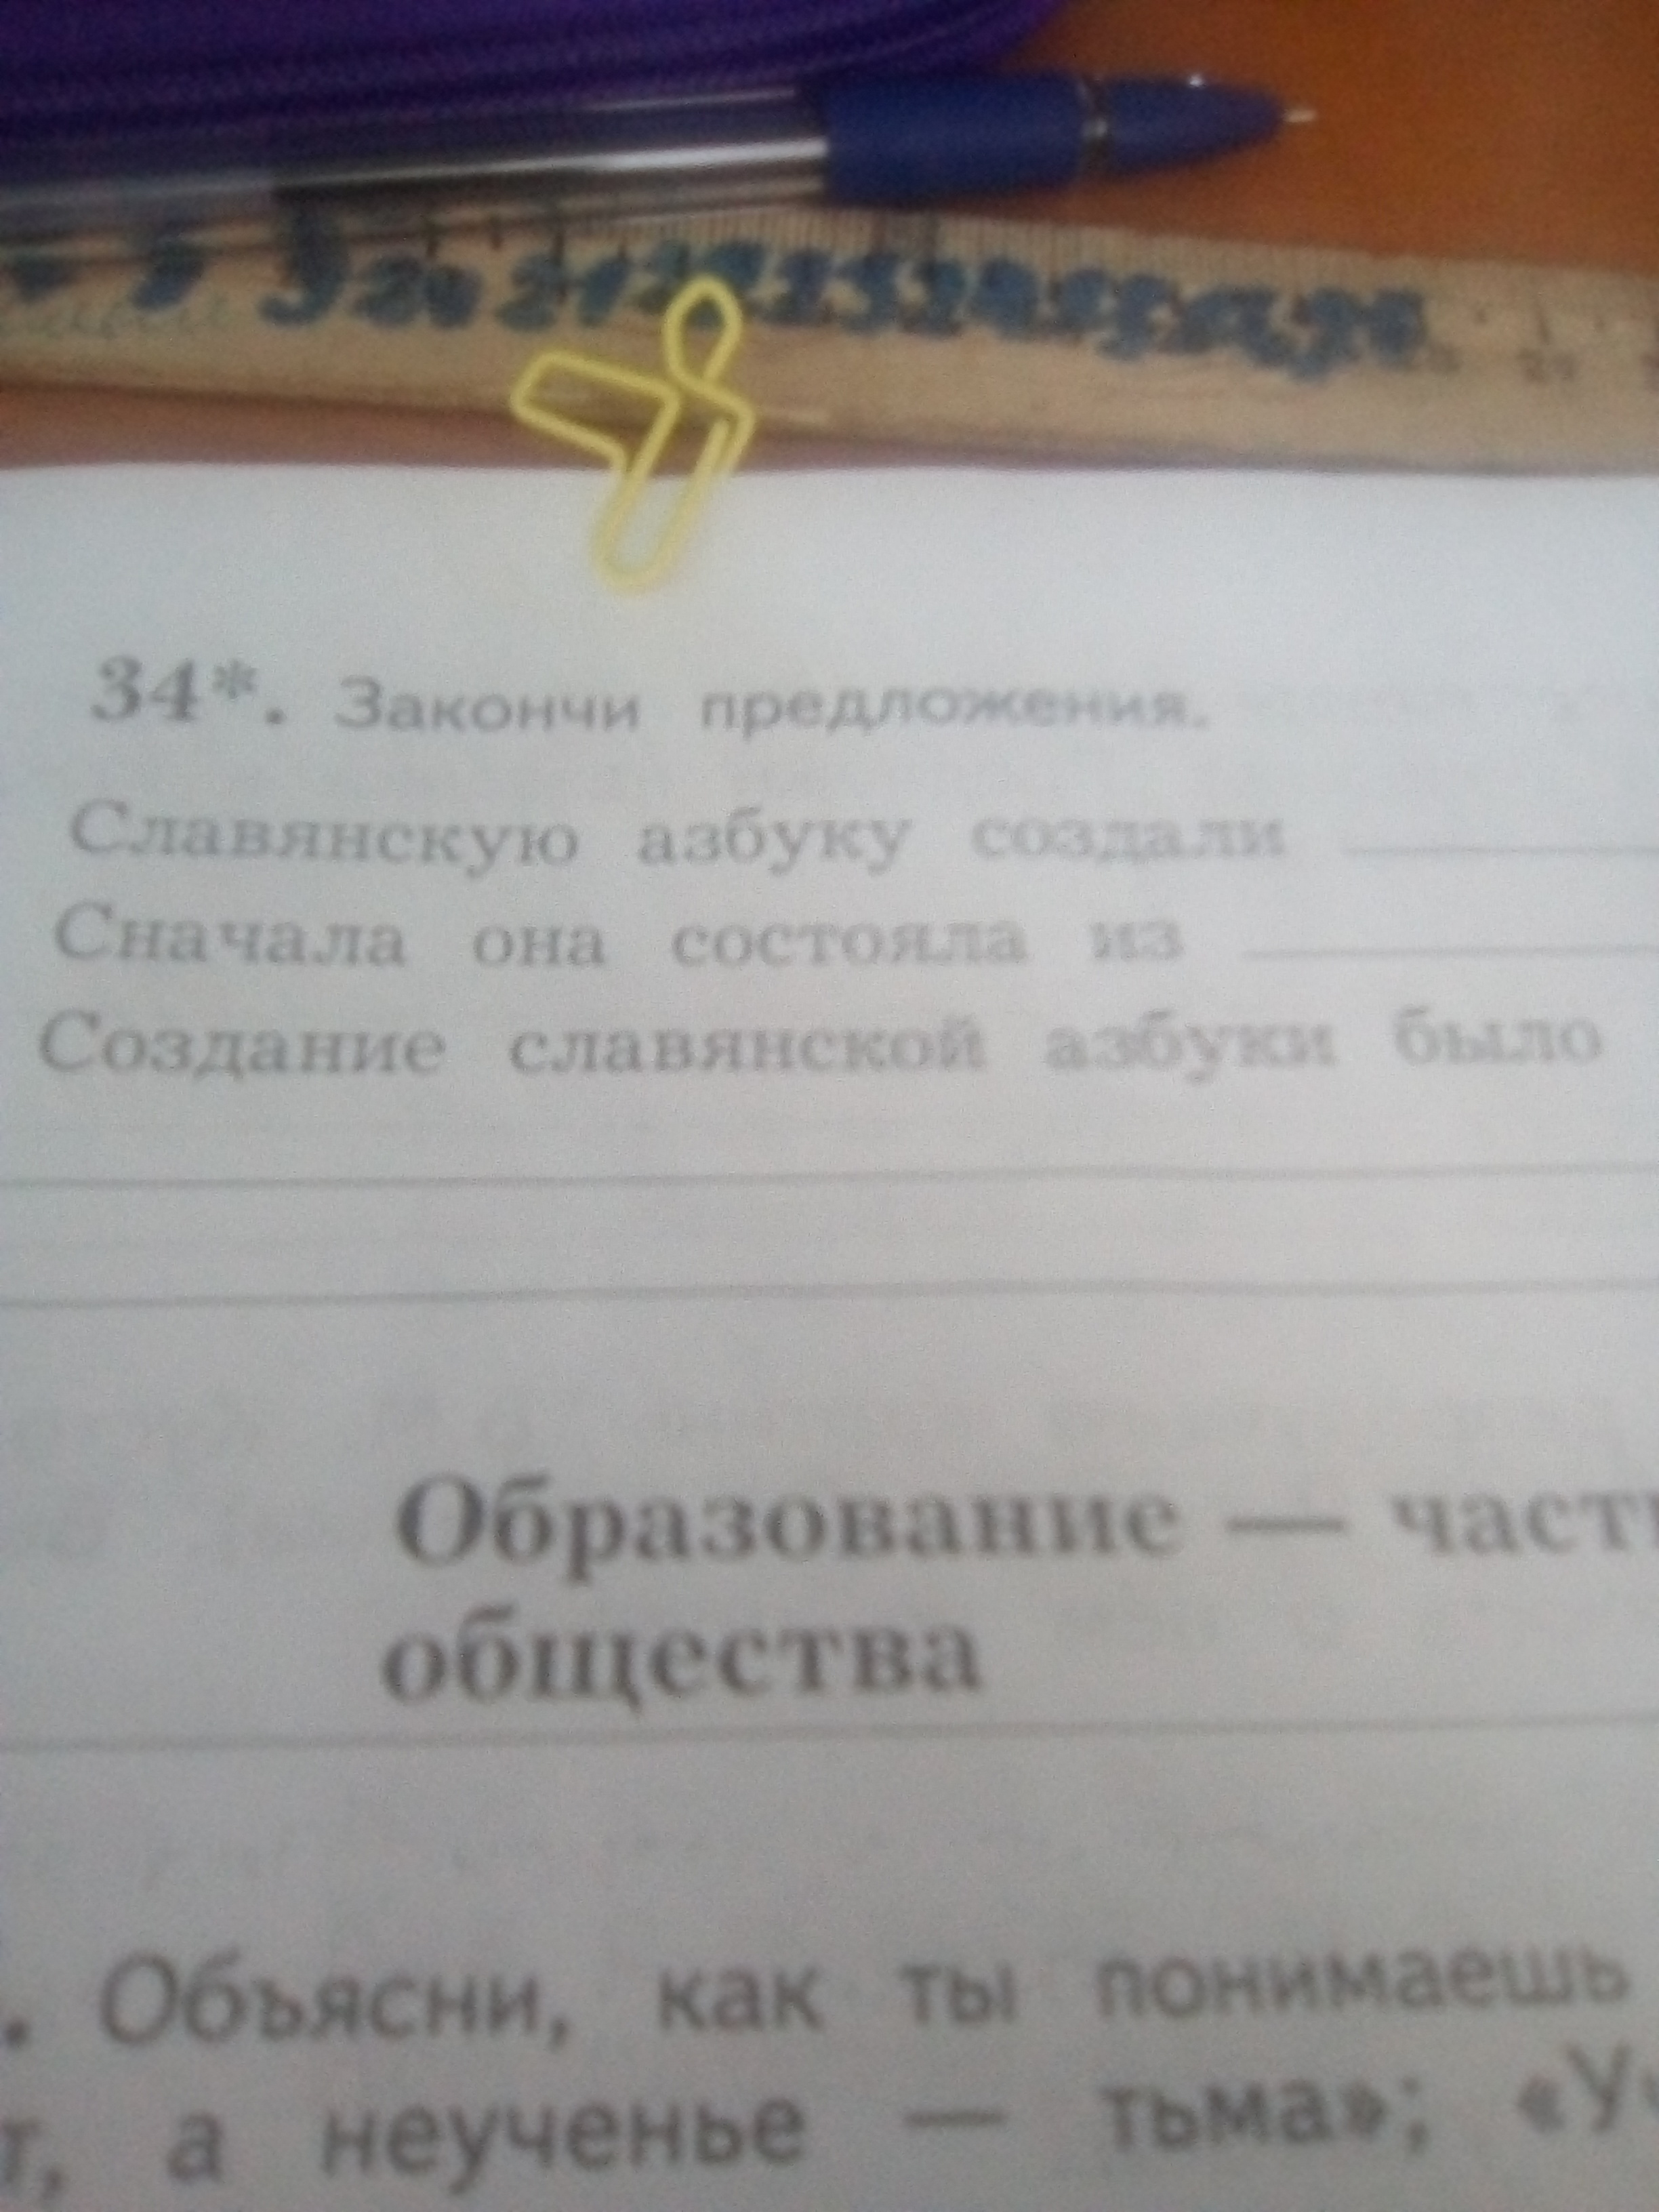 34*. Закончи предложения.
Славянскую азбуку создали
Сначала она состояла из
Создание славянской азбуки было
Образование — част
общества
. Объясни, как ты понимаешь
т, а неученье — тьма»; «У